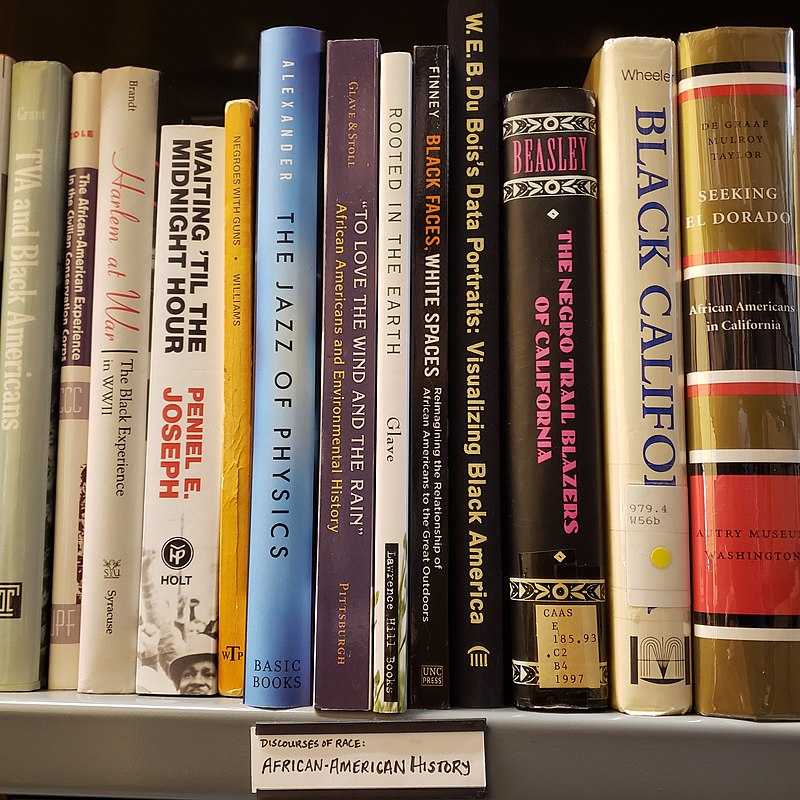 Grant
TVA and Black Americans
COLE
The African-American Experience
in the Civilian Conservation Corps
CCC
UPF
Brandt
Harlem at War
The Black Experience
in WWII
SU
Syracuse
WAITING 'TIL THE
MIDNIGHT HOUR
PENIEL E.
JOSEPH
HOLT
NEGROES WITH GUNS • WILLIAMS
WTP
ALEXANDER
THE JAZZ OF PHYSICS
BASIC
BOOKS
GLAVE & STOLL
"TO LOVE THE WIND AND THE RAIN"
African Americans and Environmental History
PITTSBURGH
ROOTED IN THE EARTH
Glave
Lawrence Hill Books
FINNEY
BLACK FACES, WHITE SPACES
Reimagining the Relationship of
African Americans to the Great Outdoors
UNC
PRESS
W. E. B. Du Bois's Data Portraits: Visualizing Black America
BEASLEY
THE NEGRO TRAIL BLAZERS
OF CALIFORNIA
CAAS
E
185.93
.C2
B4
1997
Wheeler
BLACK CALIFO
979.4
W56b
DE GRAAF
MULROY
TAYLOR
SEEKING
EL DORADO
African Americans
in California
AUTRY MUSEUM
WASHINGTON
DISCOURSES OF RACE:
AFRICAN-AMERICAN HISTORY